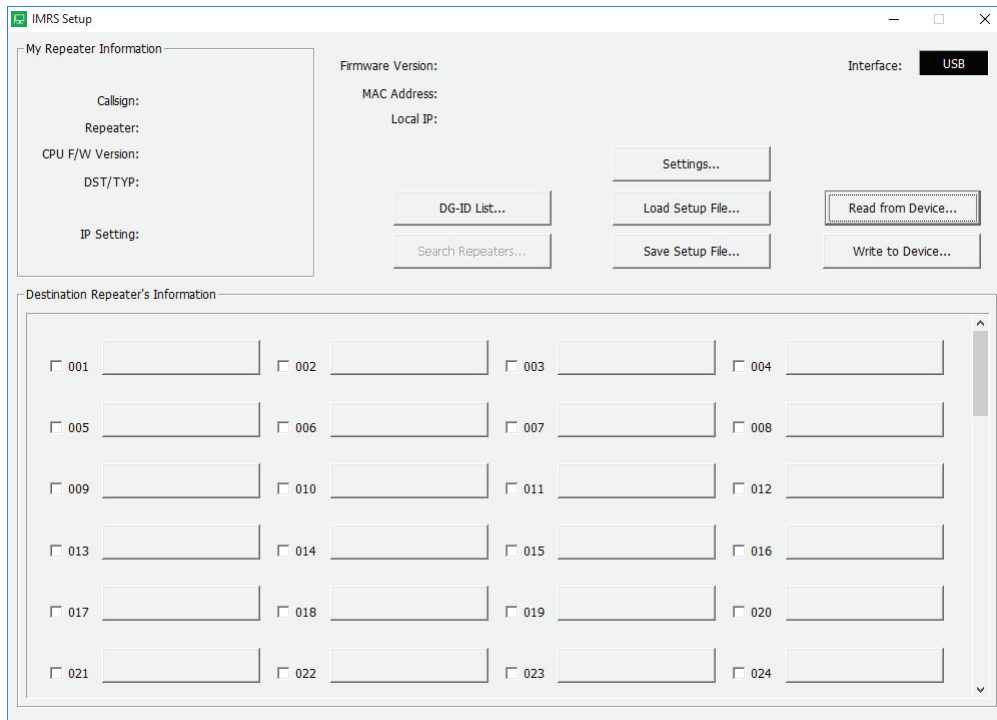 IMRS Setup
My Repeater Information
Callsign:
Repeater:
CPU F/W Version:
DST/TYP:
IP Setting:
Firmware Version:
MAC Address:
Local IP:
Interface: USB
Settings...
DG-ID List... Load Setup File... Read from Device...
Search Repeaters... Save Setup File... Write to Device...
Destination Repeater's Information
001 002 003 004
005 006 007 008
009 010 011 012
013 014 015 016
017 018 019 020
021 022 023 024